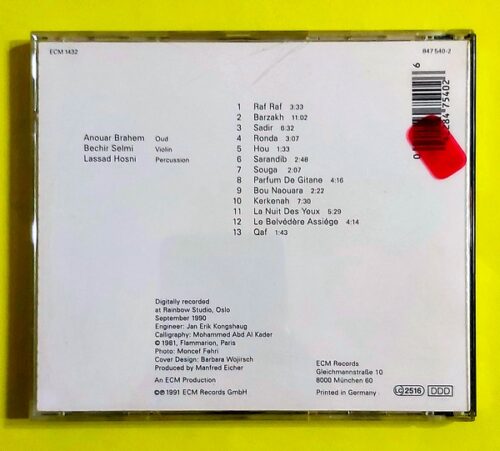 ECM 1432
847 540-2
Anouar Brahem Oud
Bechir Selmi Violin
Lassad Hosni Percussion
1 Raf Raf 3:33
2 Barzakh 11:02
3 Sadir 6:32
4 Ronda 3:07
5 Hou 1:33
6 Sarandib 2:48
7 Souga 2:07
8 Parfum De Gitane 4:16
9 Bou Naouara 2:22
10 Kerkenah 7:30
11 La Nuit Des Yeux 5:29
12 Le Belvédère Assiégé 4:14
13 Qaf 1:43
6
284 75402
Digitally recorded
at Rainbow Studio, Oslo
September 1990
Engineer: Jan Erik Kongshaug
Calligraphy: Mohammed Abd Al Kader
© 1981, Flammarion, Paris
Photo: Moncef Fehri
Cover Design: Barbara Wojirsch
Produced by Manfred Eicher
An ECM Production
℗© 1991 ECM Records GmbH
ECM Records
Gleichmannstraße 10
8000 München 60
Printed in Germany
LC 2516
DDD